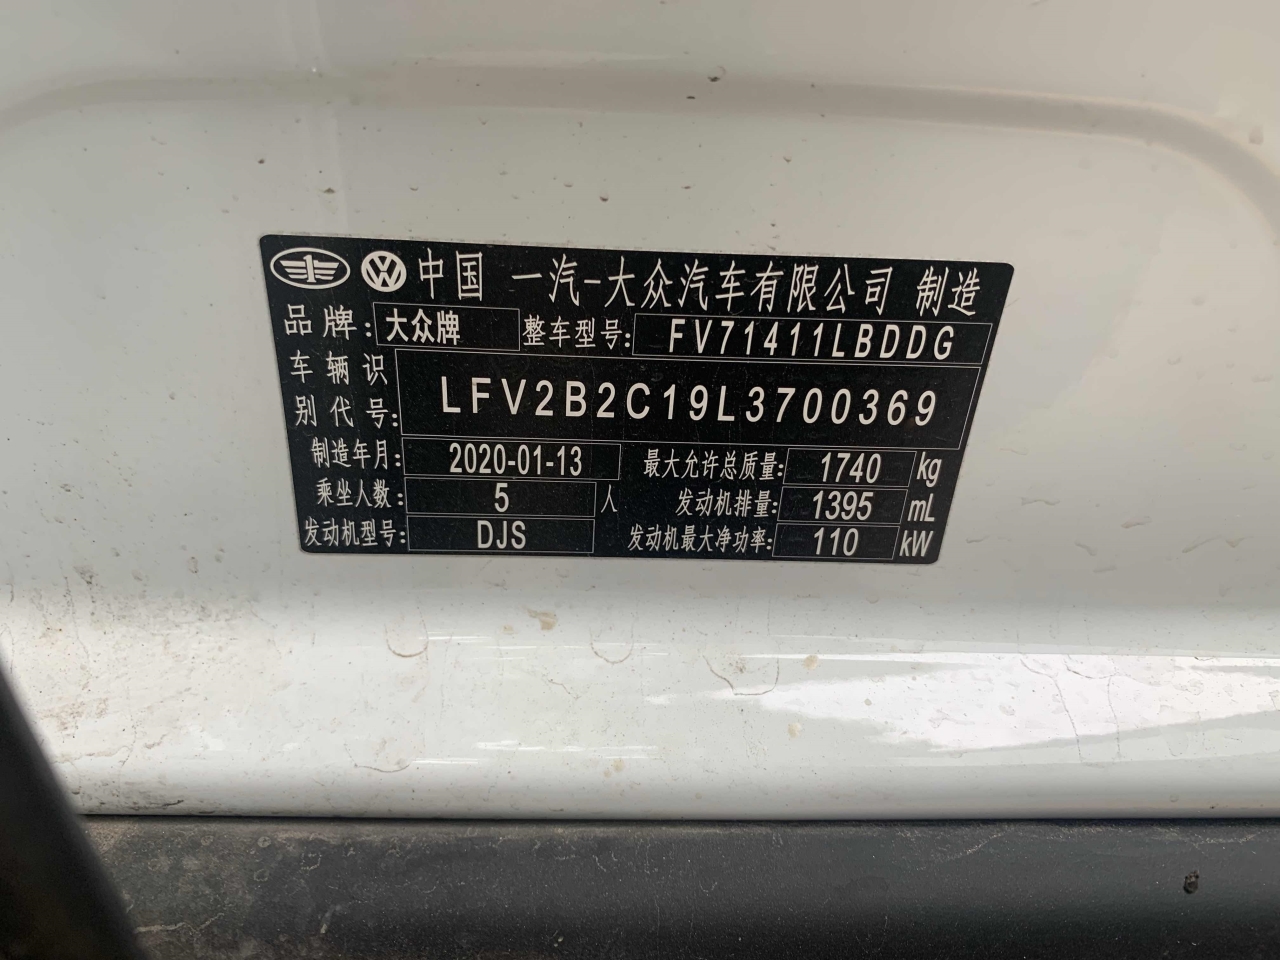 中国 一汽-大众汽车有限公司 制造
品牌: 大众牌 整车型号: FV71411LBDDG
车辆识别代号: LFV2B2C19L3700369
制造年月: 2020-01-13 最大允许总质量: 1740 kg
乘坐人数: 5 人 发动机排量: 1395 mL
发动机型号: DJS 发动机最大净功率: 110 kW